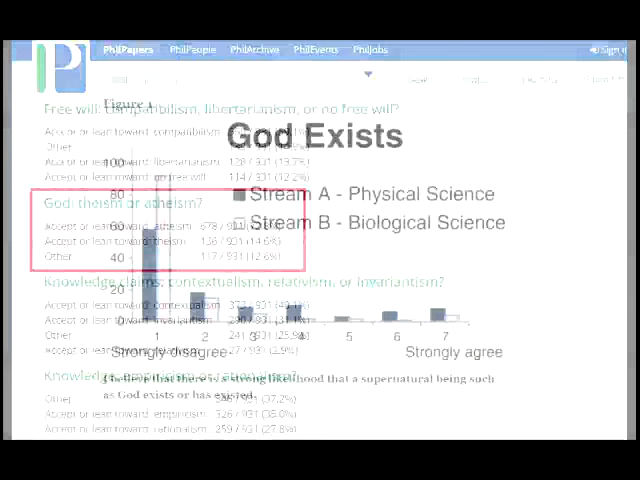 PhilPapers PhilPeople PhilArchive PhilEvents PhilJobs Sign in
Free will: compatibilism, libertarianism, or no free will?
Figure 1
Accept or lean toward: compatibilism
God Exists
Other
100
Accept or lean toward: libertarianism 128 / 931 (13.7%)
Accept or lean toward: no free will 114 / 931 (12.2%)
80
Stream A - Physical Science
God: theism or atheism?
60
Stream B - Biological Science
Accept or lean toward: atheism 678 / 931
Accept or lean toward: theism 136 / 931 (14.6%)
Other 117 / 931 (12.6%)
40
Knowledge claims: contextualism, relativism, or invariantism?
20
Accept or lean toward: contextualism 373 / 931 (40.1%)
Accept or lean toward: invariantism 290 / 931 (31.1%)
0
Other 241 / 931 (25.9%)
1 2 3 4 5 6 7
Accept or lean toward: relativism 27 / 931 (2.9%)
Strongly disagree Strongly agree
Knowledge: empiricism or rationalism?
I believe that there is a strong likelihood that a supernatural being such
as God exists or has existed.
Other 346 / 931 (37.2%)
Accept or lean toward: empiricism 326 / 931 (35.0%)
Accept or lean toward: rationalism 259 / 931 (27.8%)